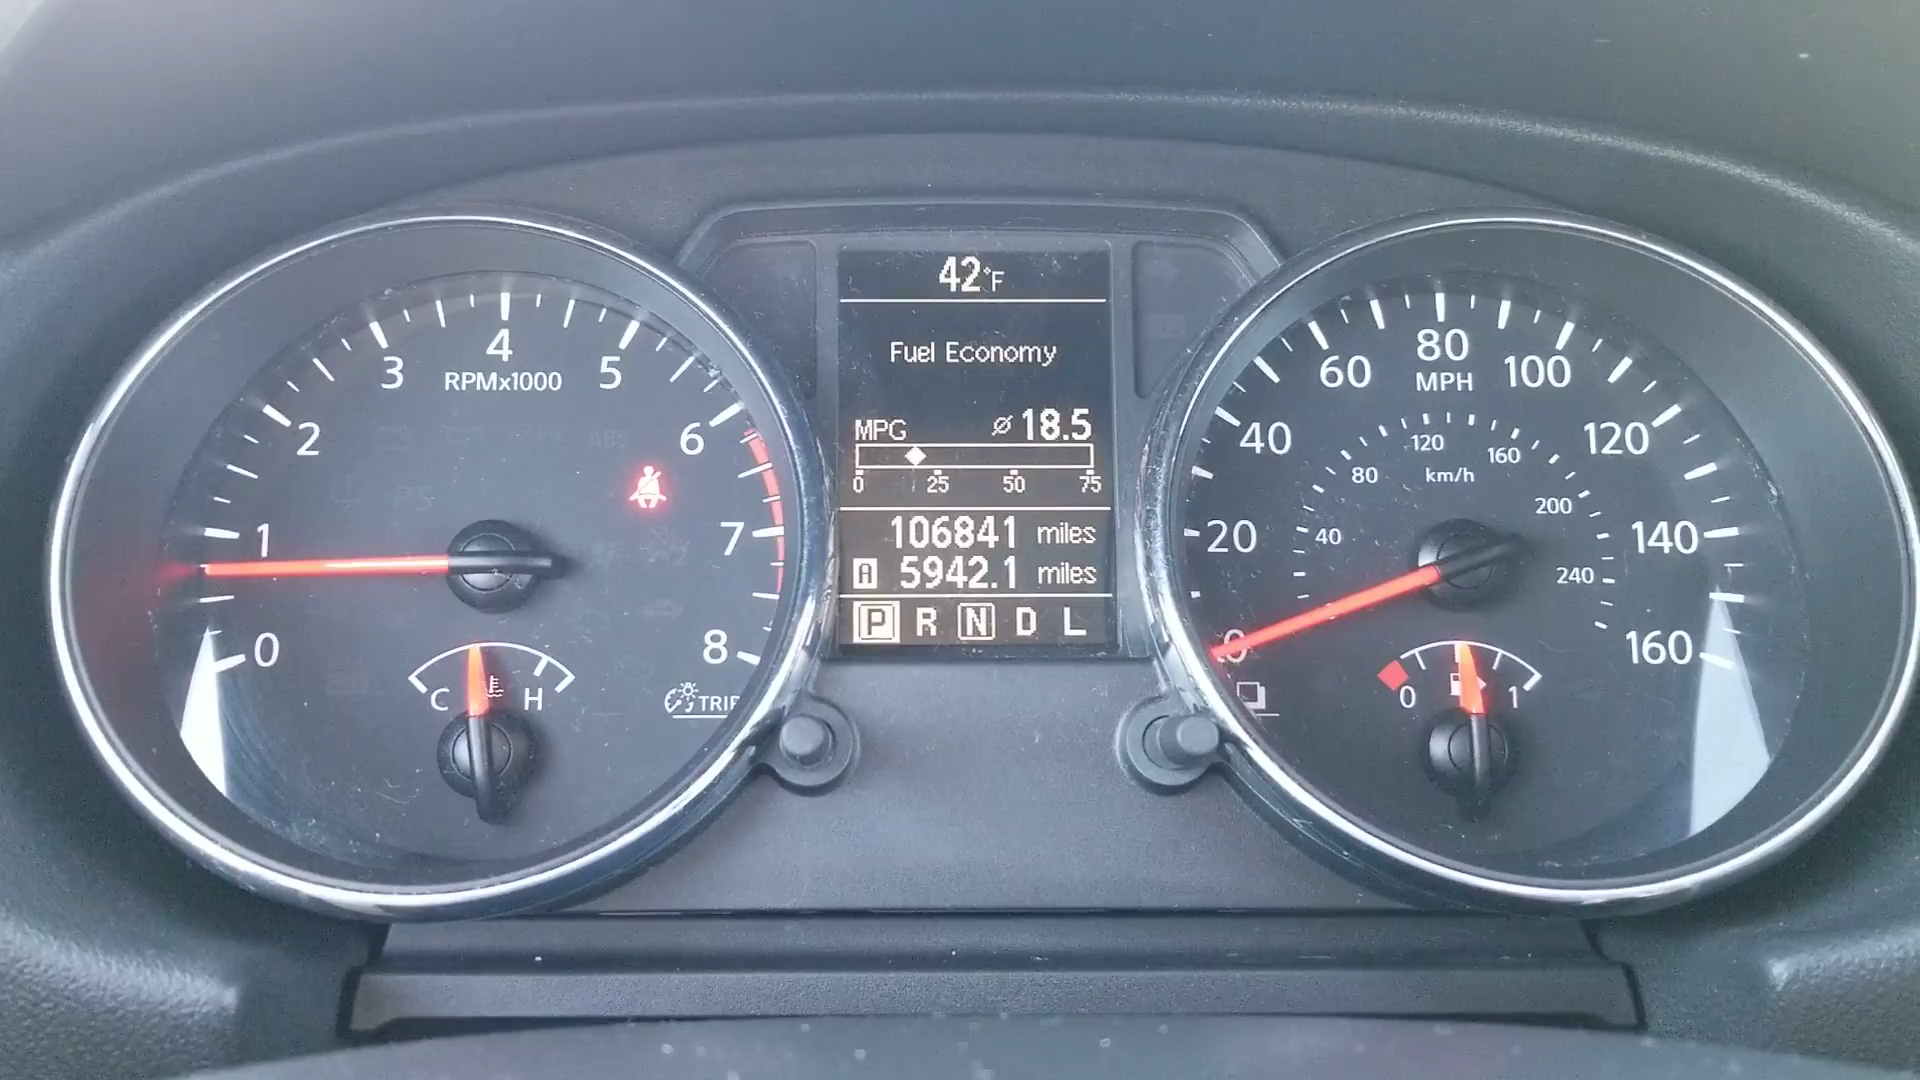 42°F
Fuel Economy
MPG ⌀ 18.5
0 25 50 75
106841 miles
A 5942.1 miles
P R N D L
0 1 2 3 4 5 6 7 8
RPMx1000
C H
TRIP
0 20 40 60 80 100 120 140 160
MPH
40 80 120 160 200 240
km/h
0 1